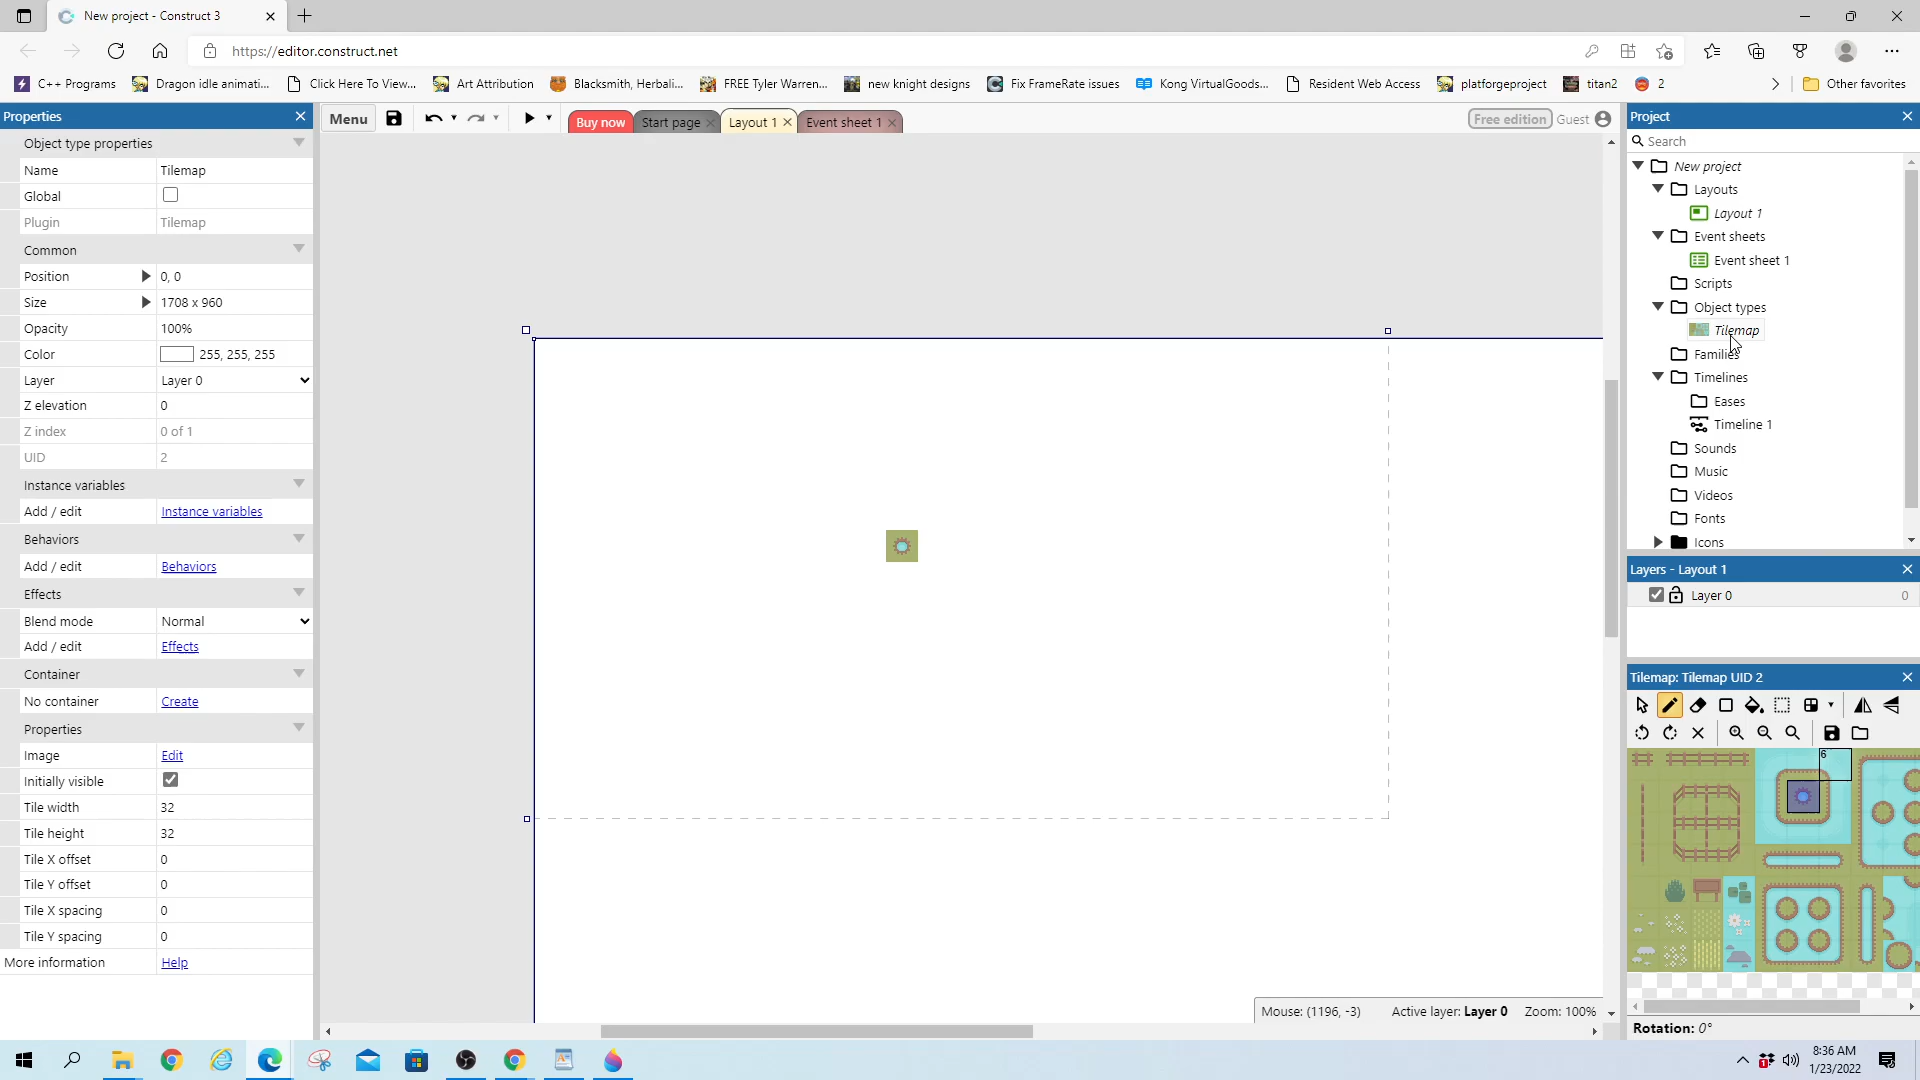 New project - Construct 3
https://editor.construct.net
C++ Programs
Dragon idle animati...
Click Here To View...
Art Attribution
Blacksmith, Herbali...
FREE Tyler Warren...
new knight designs
Fix FrameRate issues
Kong VirtualGoods...
Resident Web Access
platforgeproject
titan2
2
Other favorites
Properties
Menu
Buy now
Start page
Layout 1
Event sheet 1
Free edition
Guest
Project
Object type properties
Name Tilemap
Global
Plugin Tilemap
Common
Position 0, 0
Size 1708 x 960
Opacity 100%
Color 255, 255, 255
Layer Layer 0
Z elevation 0
Z index 0 of 1
UID 2
Instance variables
Add / edit Instance variables
Behaviors
Add / edit Behaviors
Effects
Blend mode Normal
Add / edit Effects
Container
No container Create
Properties
Image Edit
Initially visible
Tile width 32
Tile height 32
Tile X offset 0
Tile Y offset 0
Tile X spacing 0
Tile Y spacing 0
More information Help
Mouse: (1196, -3) Active layer: Layer 0 Zoom: 100%
Search
New project
Layouts
Layout 1
Event sheets
Event sheet 1
Scripts
Object types
Tilemap
Families
Timelines
Eases
Timeline 1
Sounds
Music
Videos
Fonts
Icons
Layers - Layout 1
Layer 0 0
Tilemap: Tilemap UID 2
6
Rotation: 0°
8:36 AM
1/23/2022